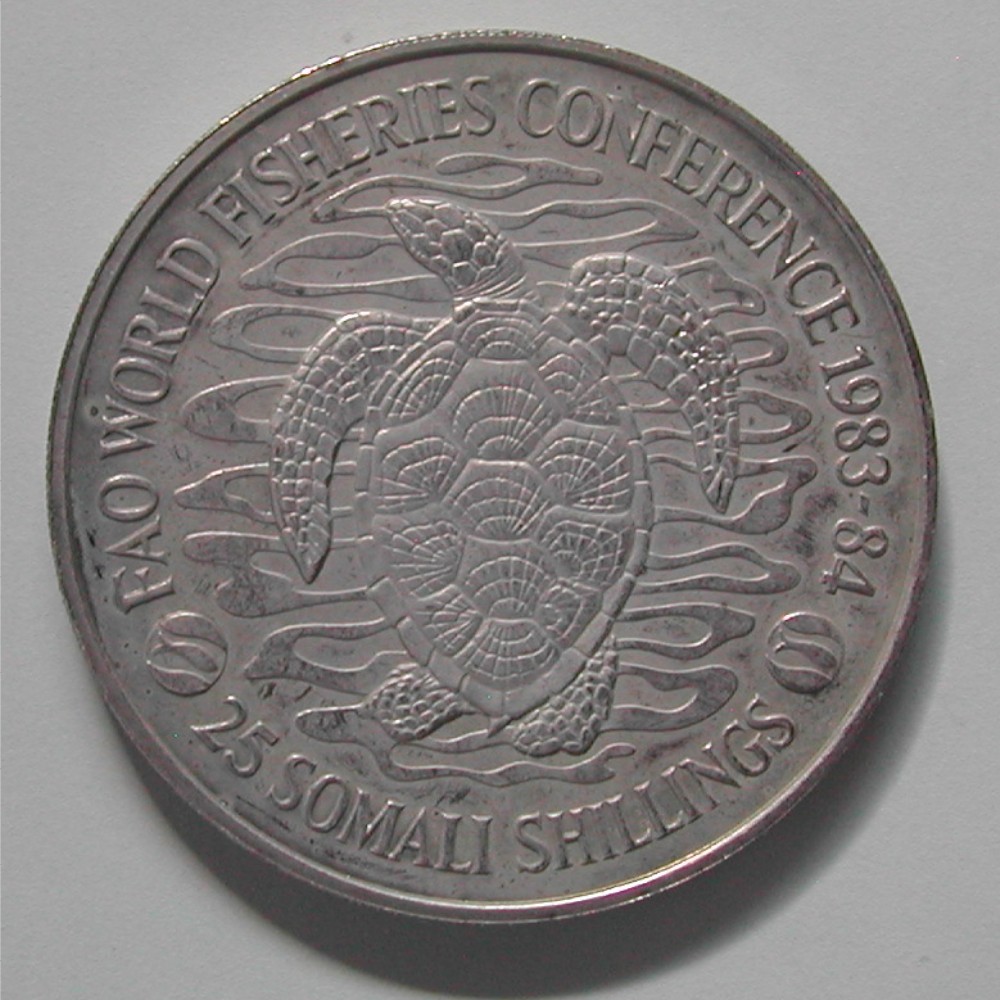 FAO WORLD FISHERIES CONFERENCE 1983-84
25 SOMALI SHILLINGS